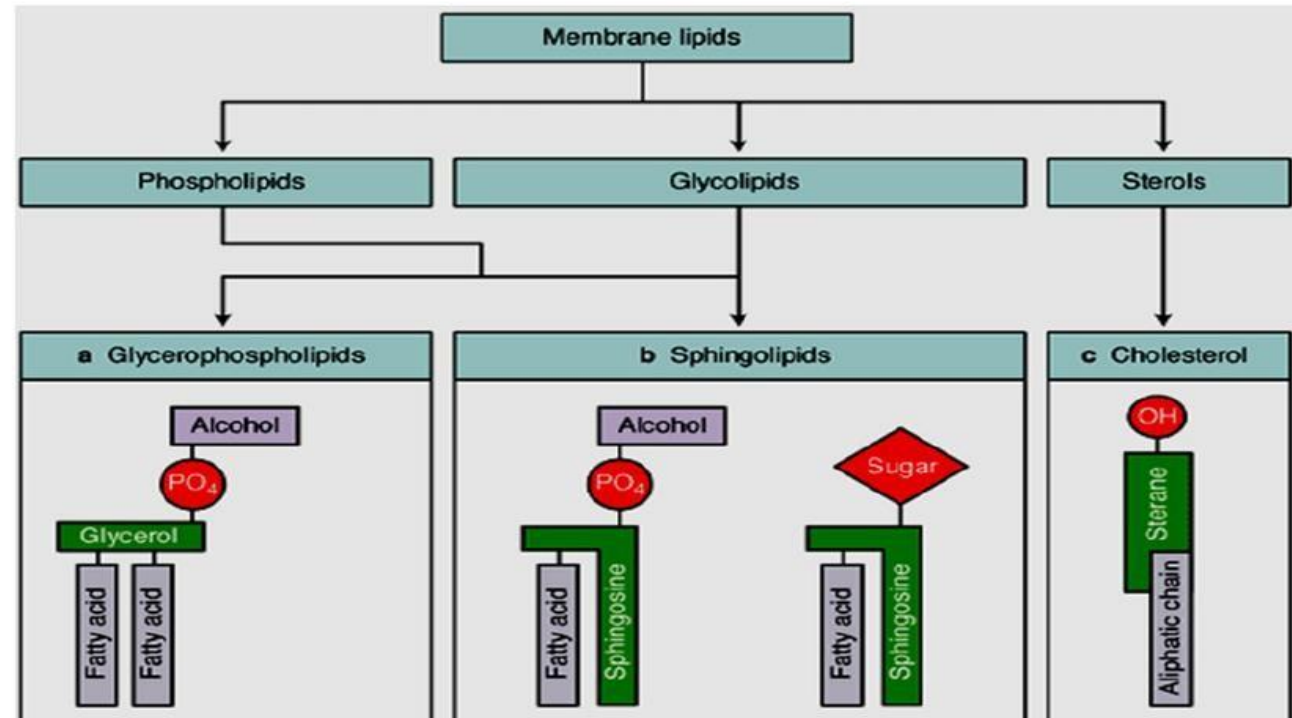 Membrane lipids
Phospholipids
Glycolipids
Sterols
a Glycerophospholipids
Alcohol
PO₄
Glycerol
Fatty acid
Fatty acid
b Sphingolipids
Alcohol
PO₄
Fatty acid
Sphingosine
Sugar
Fatty acid
Sphingosine
c Cholesterol
OH
Sterane
Aliphatic chain